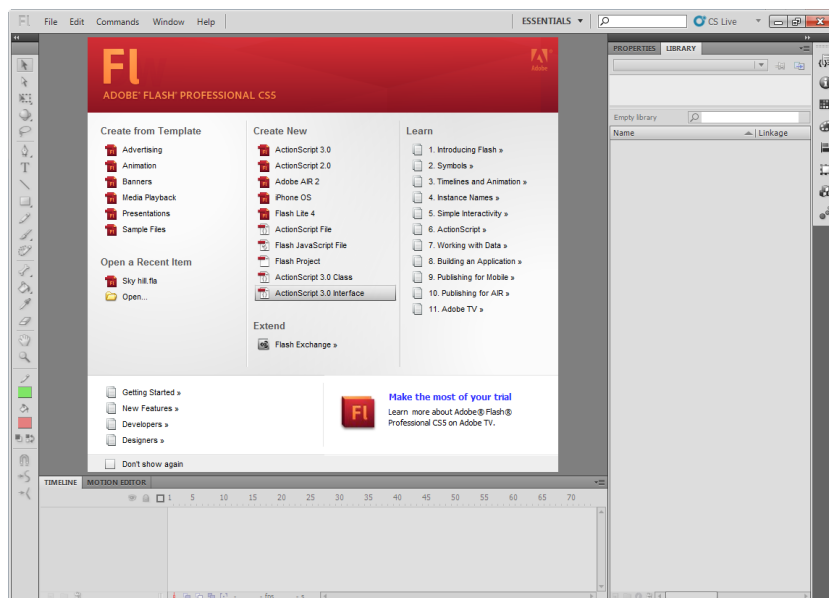 Fl File Edit Commands Window Help ESSENTIALS CS Live
PROPERTIES LIBRARY
Fl
Adobe
ADOBE® FLASH® PROFESSIONAL CS5
Create from Template
Advertising
Animation
Banners
Media Playback
Presentations
Sample Files
Open a Recent Item
Sky hill.fla
Open...
Create New
ActionScript 3.0
ActionScript 2.0
Adobe AIR 2
iPhone OS
Flash Lite 4
ActionScript File
Flash JavaScript File
Flash Project
ActionScript 3.0 Class
ActionScript 3.0 Interface
Extend
Flash Exchange »
Learn
1. Introducing Flash »
2. Symbols »
3. Timelines and Animation »
4. Instance Names »
5. Simple Interactivity »
6. ActionScript »
7. Working with Data »
8. Building an Application »
9. Publishing for Mobile »
10. Publishing for AIR »
11. Adobe TV »
Getting Started »
New Features »
Developers »
Designers »
Fl
Make the most of your trial
Learn more about Adobe® Flash®
Professional CS5 on Adobe TV.
Don't show again
Empty library
Name Linkage
TIMELINE MOTION EDITOR
1 5 10 15 20 25 30 35 40 45 50 55 60 65 70